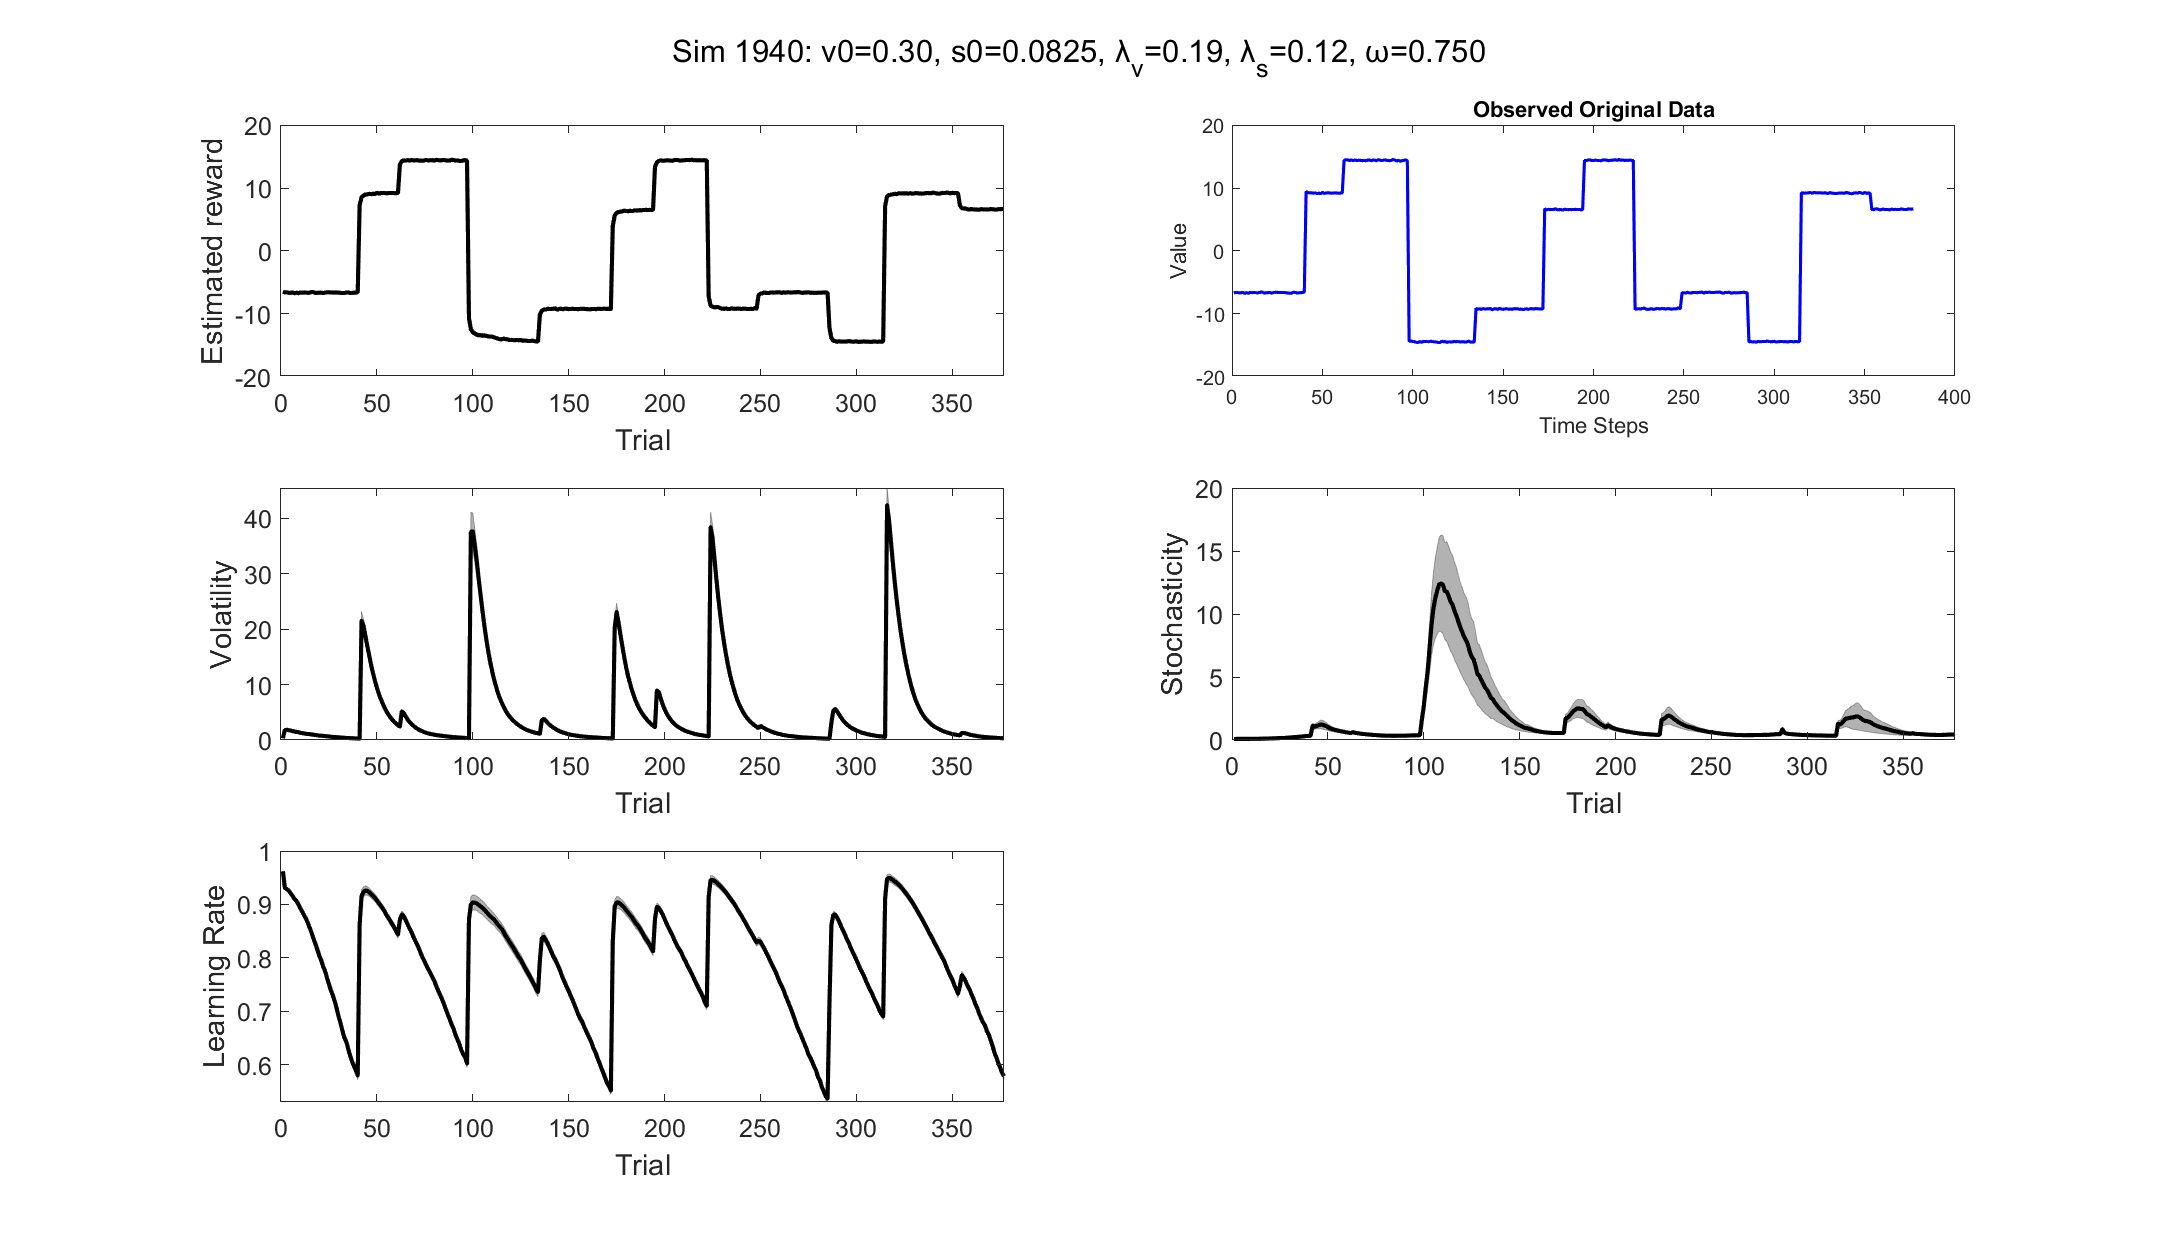 Sim 1940: v0=0.30, s0=0.0825, λv=0.19, λs=0.12, ω=0.750
Estimated reward
20
10
0
-10
-20
0 50 100 150 200 250 300 350
Trial
Observed Original Data
Value
20
10
0
-10
-20
0 50 100 150 200 250 300 350 400
Time Steps
Volatility
40
30
20
10
0
0 50 100 150 200 250 300 350
Trial
Stochasticity
20
15
10
5
0
0 50 100 150 200 250 300 350
Trial
Learning Rate
1
0.9
0.8
0.7
0.6
0 50 100 150 200 250 300 350
Trial